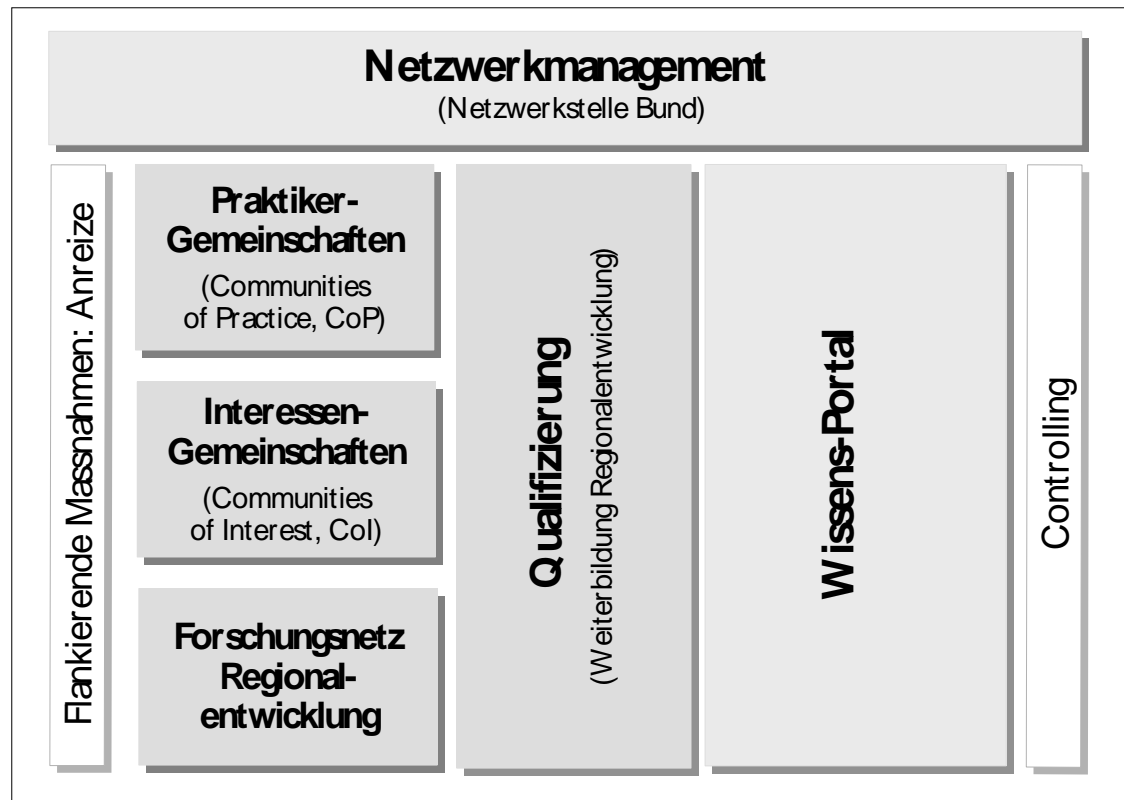 Netzwerkmanagement
(Netzwerkstelle Bund)
Flankierende Massnahmen: Anreize
Praktiker-
Gemeinschaften
(Communities
of Practice, CoP)
Interessen-
Gemeinschaften
(Communities
of Interest, CoI)
Forschungsnetz
Regional-
entwicklung
Qualifizierung
(Weiterbildung Regionalentwicklung)
Wissens-Portal
Controlling